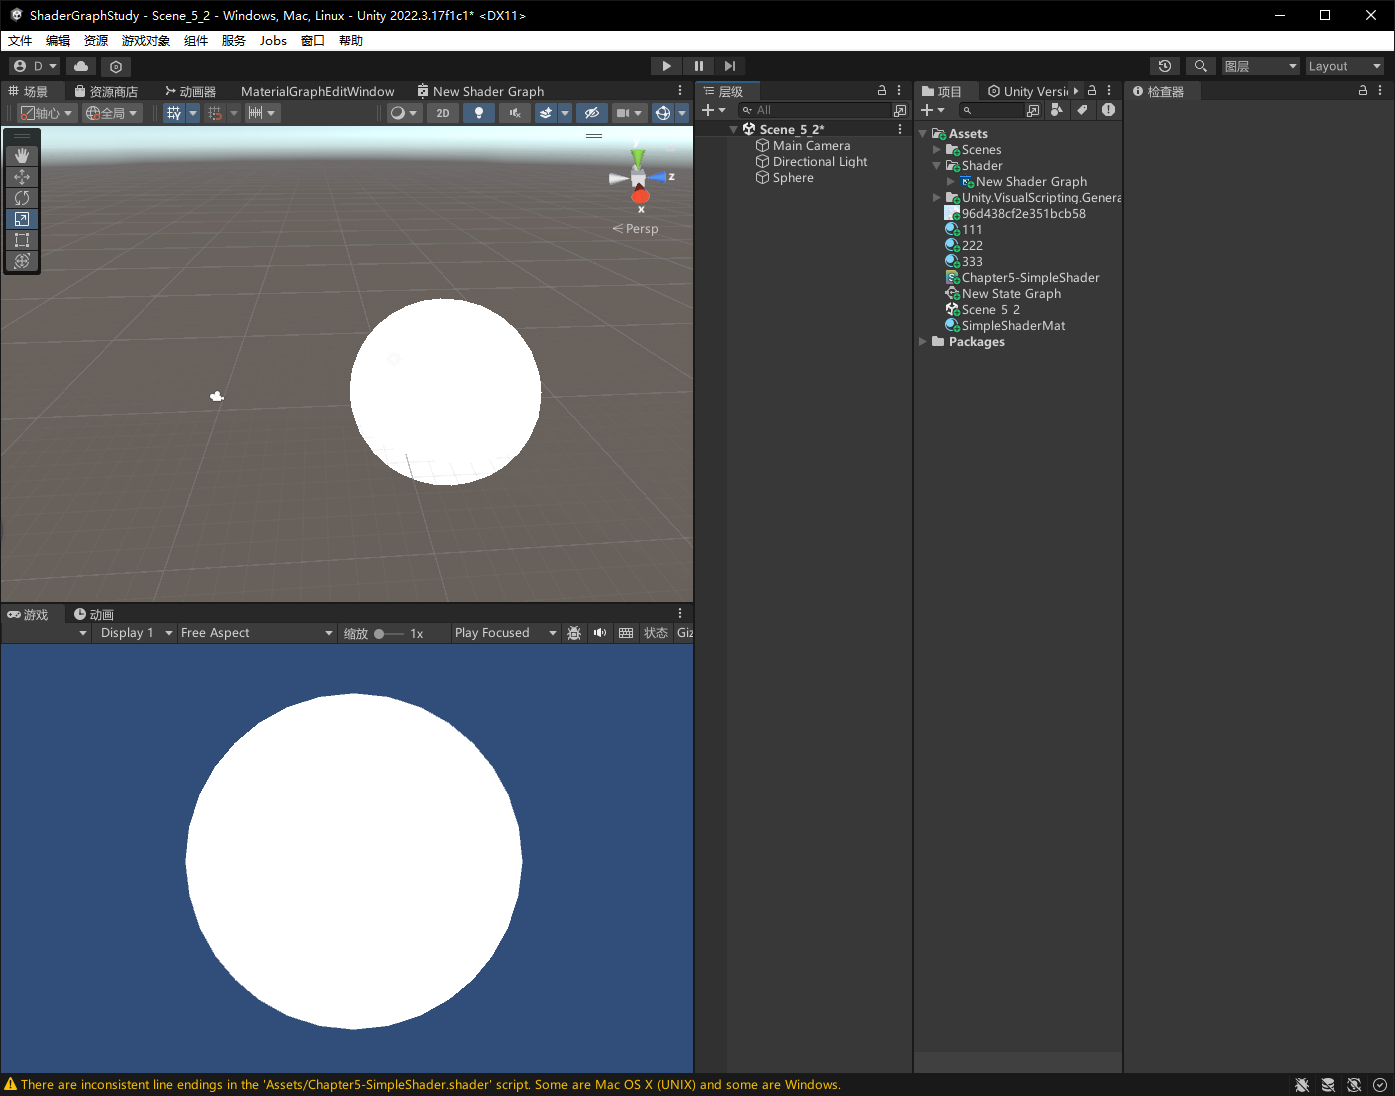 ShaderGraphStudy - Scene_5_2 - Windows, Mac, Linux - Unity 2022.3.17f1c1* <DX11>
文件 编辑 资源 游戏对象 组件 服务 Jobs 窗口 帮助
D 图层 Layout
场景 资源商店 动画器 MaterialGraphEditWindow New Shader Graph
轴心 全局 2D
y
z
x
< Persp
游戏 动画
Display 1 Free Aspect 缩放 1x Play Focused 状态 Giz
层级
All
Scene_5_2*
Main Camera
Directional Light
Sphere
项目 Unity Versi
Assets
Scenes
Shader
New Shader Graph
Unity.VisualScripting.Genera
96d438cf2e351bcb58
111
222
333
Chapter5-SimpleShader
New State Graph
Scene_5_2
SimpleShaderMat
Packages
检查器
There are inconsistent line endings in the 'Assets/Chapter5-SimpleShader.shader' script. Some are Mac OS X (UNIX) and some are Windows.